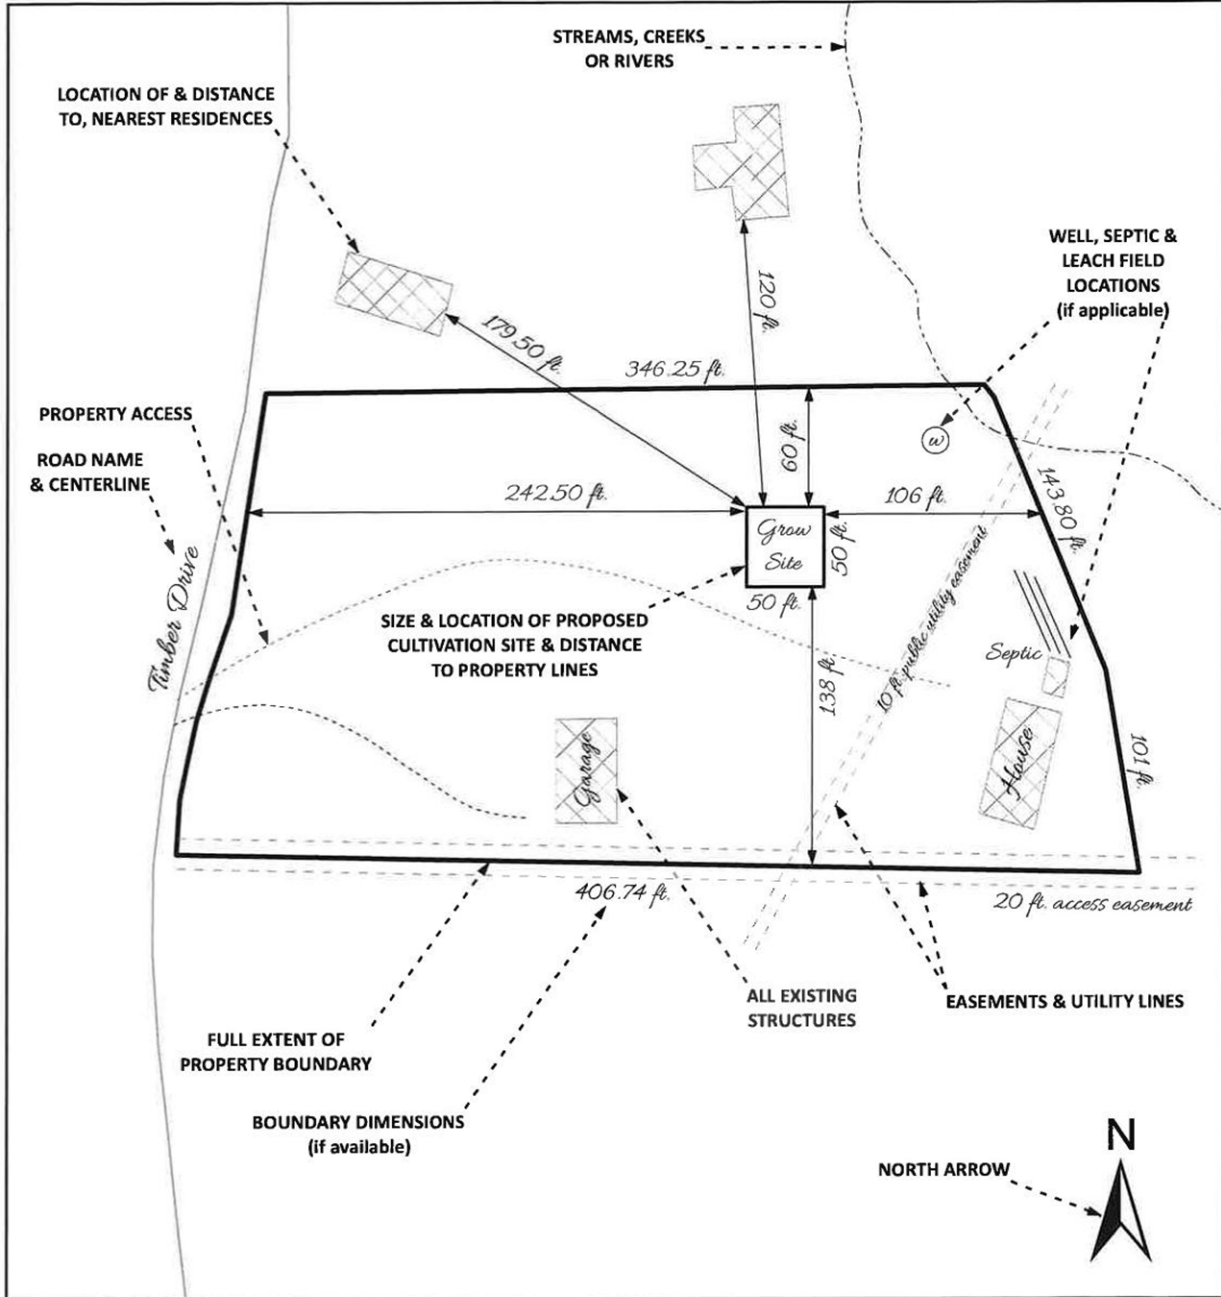 STREAMS, CREEKS
OR RIVERS
LOCATION OF & DISTANCE
TO, NEAREST RESIDENCES
WELL, SEPTIC &
LEACH FIELD
LOCATIONS
(if applicable)
120 ft.
179.50 ft.
346.25 ft.
PROPERTY ACCESS
ROAD NAME
& CENTERLINE
60 ft.
w
242.50 ft.
106 ft.
143.80 ft.
Grow
Site
50 ft.
50 ft.
Timber Drive
SIZE & LOCATION OF PROPOSED
CULTIVATION SITE & DISTANCE
TO PROPERTY LINES
10 ft. public utility easement
Septic
138 ft.
Garage
House
101 ft.
406.74 ft.
20 ft. access easement
ALL EXISTING
STRUCTURES
EASEMENTS & UTILITY LINES
FULL EXTENT OF
PROPERTY BOUNDARY
BOUNDARY DIMENSIONS
(if available)
N
NORTH ARROW